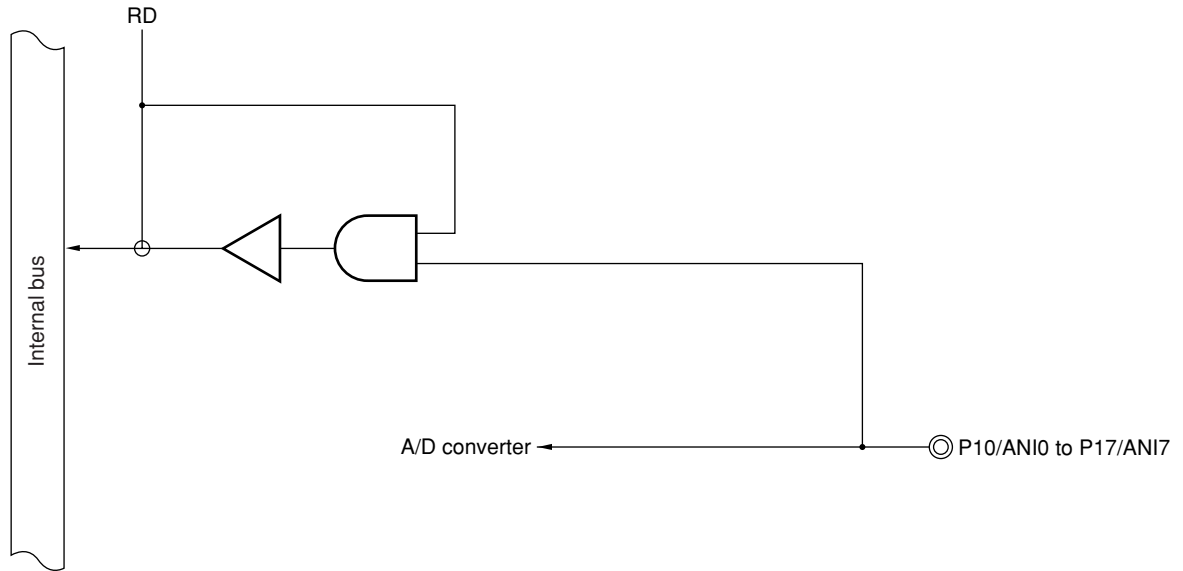 RD
Internal bus
A/D converter
P10/ANI0 to P17/ANI7